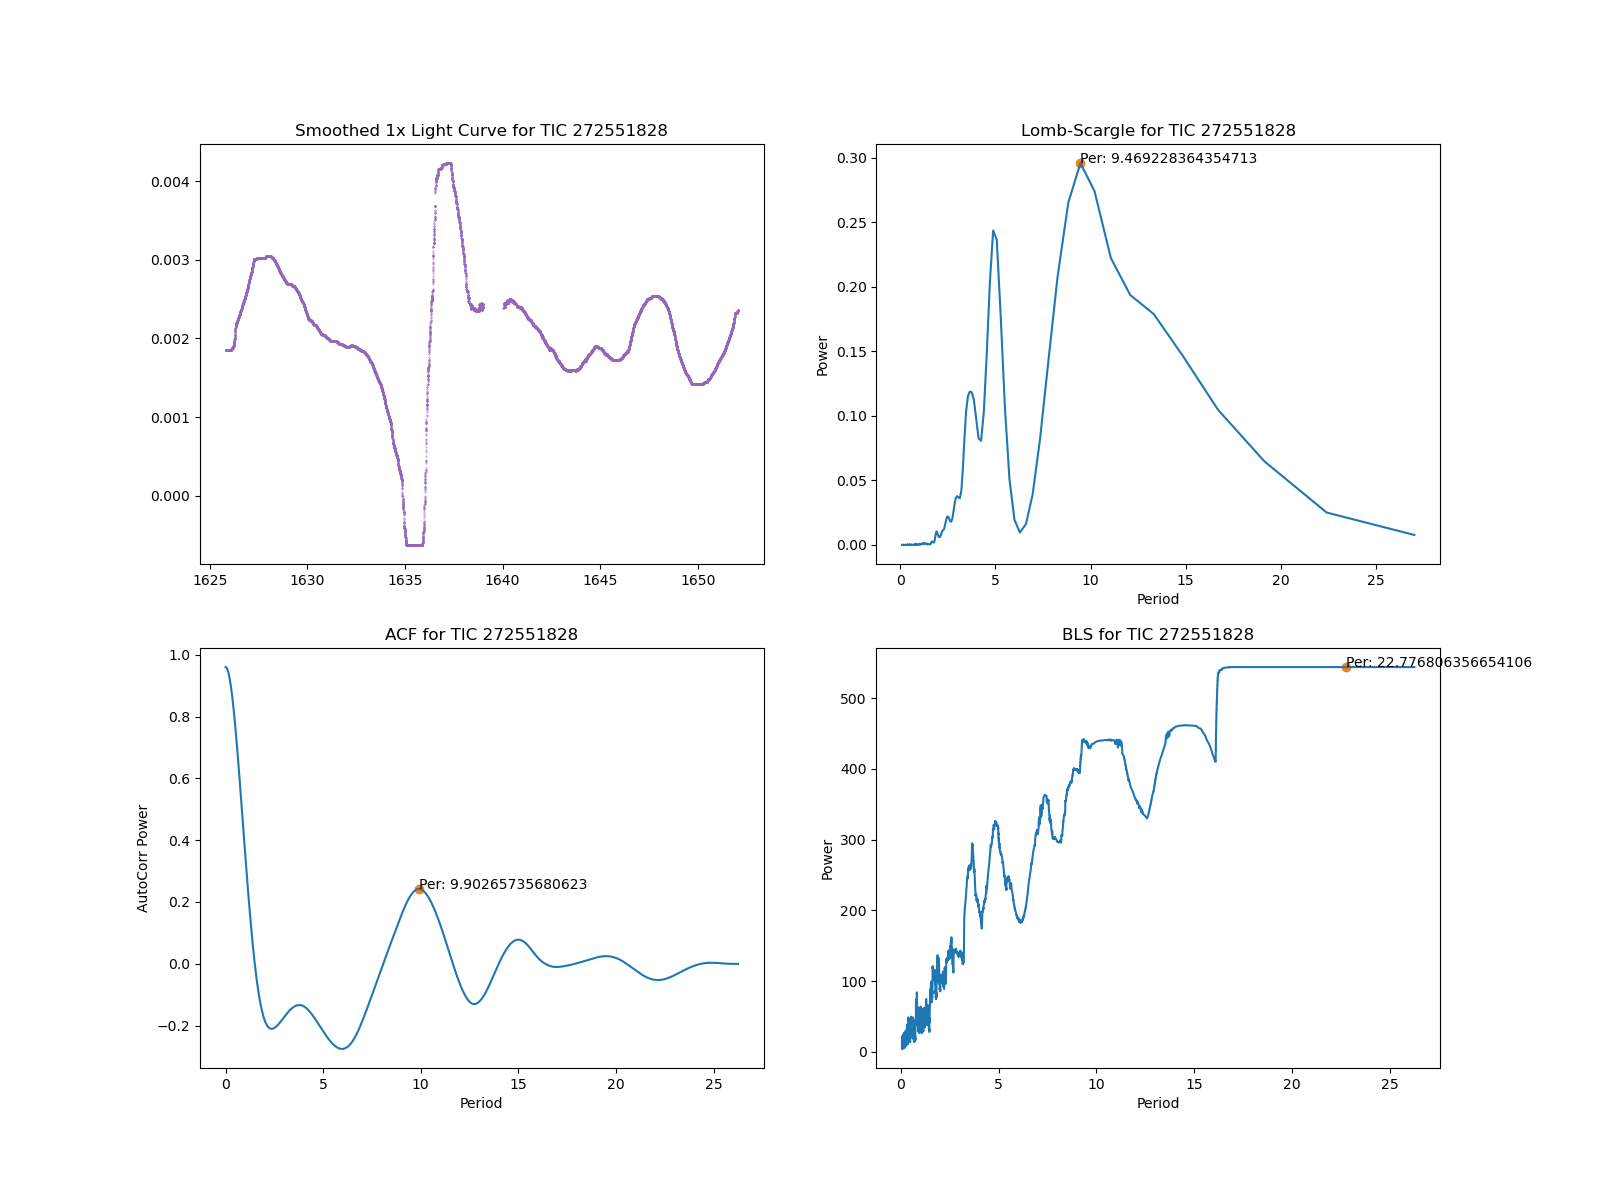 Smoothed 1x Light Curve for TIC 272551828
0.004
0.003
0.002
0.001
0.000
1625 1630 1635 1640 1645 1650
Lomb-Scargle for TIC 272551828
Per: 9.469228364354713
Power
0.30
0.25
0.20
0.15
0.10
0.05
0.00
0 5 10 15 20 25
Period
ACF for TIC 272551828
Per: 9.90265735680623
AutoCorr Power
1.0
0.8
0.6
0.4
0.2
0.0
−0.2
0 5 10 15 20 25
Period
BLS for TIC 272551828
Per: 22.776806356654106
Power
500
400
300
200
100
0
0 5 10 15 20 25
Period